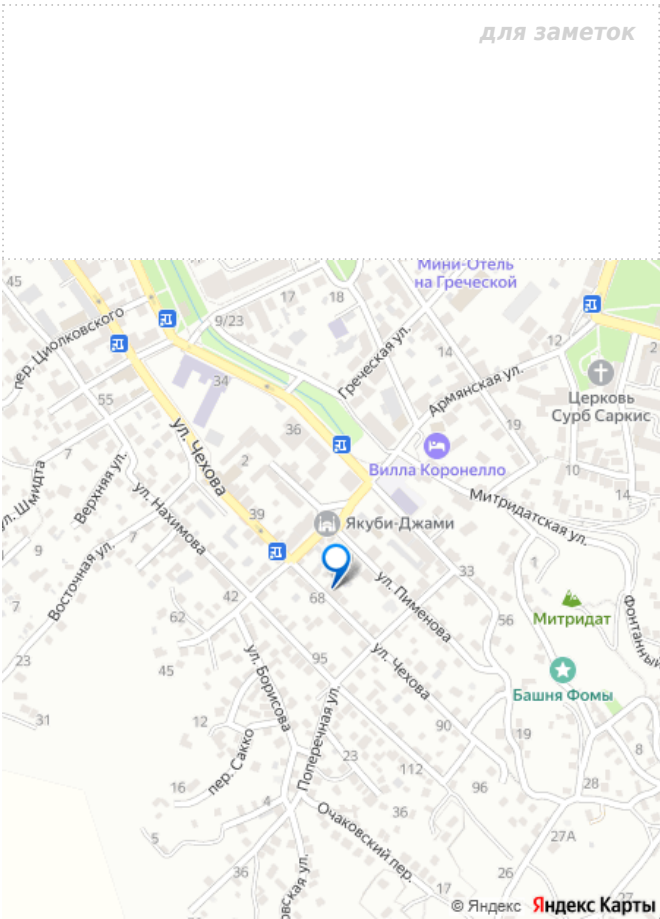 для заметок
Мини-Отель
на Греческой
45
17
18
пер. Циолковского
9/23
Греческая ул.
14
12
2
34
Армянская ул.
Церковь
Сурб Саркис
55
ул. Чехова
36
19
7
2
Вилла Коронелло
10
ул. Шмидта
Верхняя ул.
ул. Нахимова
14
Митридатская ул.
39
Якуби-Джами
9
7
Восточная ул.
1
33
ул. Пименова
7
42
68
62
56
Митридат
Фонтанный
95
ул. Чехова
23
45
ул. Борисова
Башня Фомы
31
12
Поперечная ул.
90
19
8
пер. Сакко
23
112
16
96
28
4
36
5
Очаковский пер.
27А
36
26
17
27
© Яндекс
Яндекс Карты